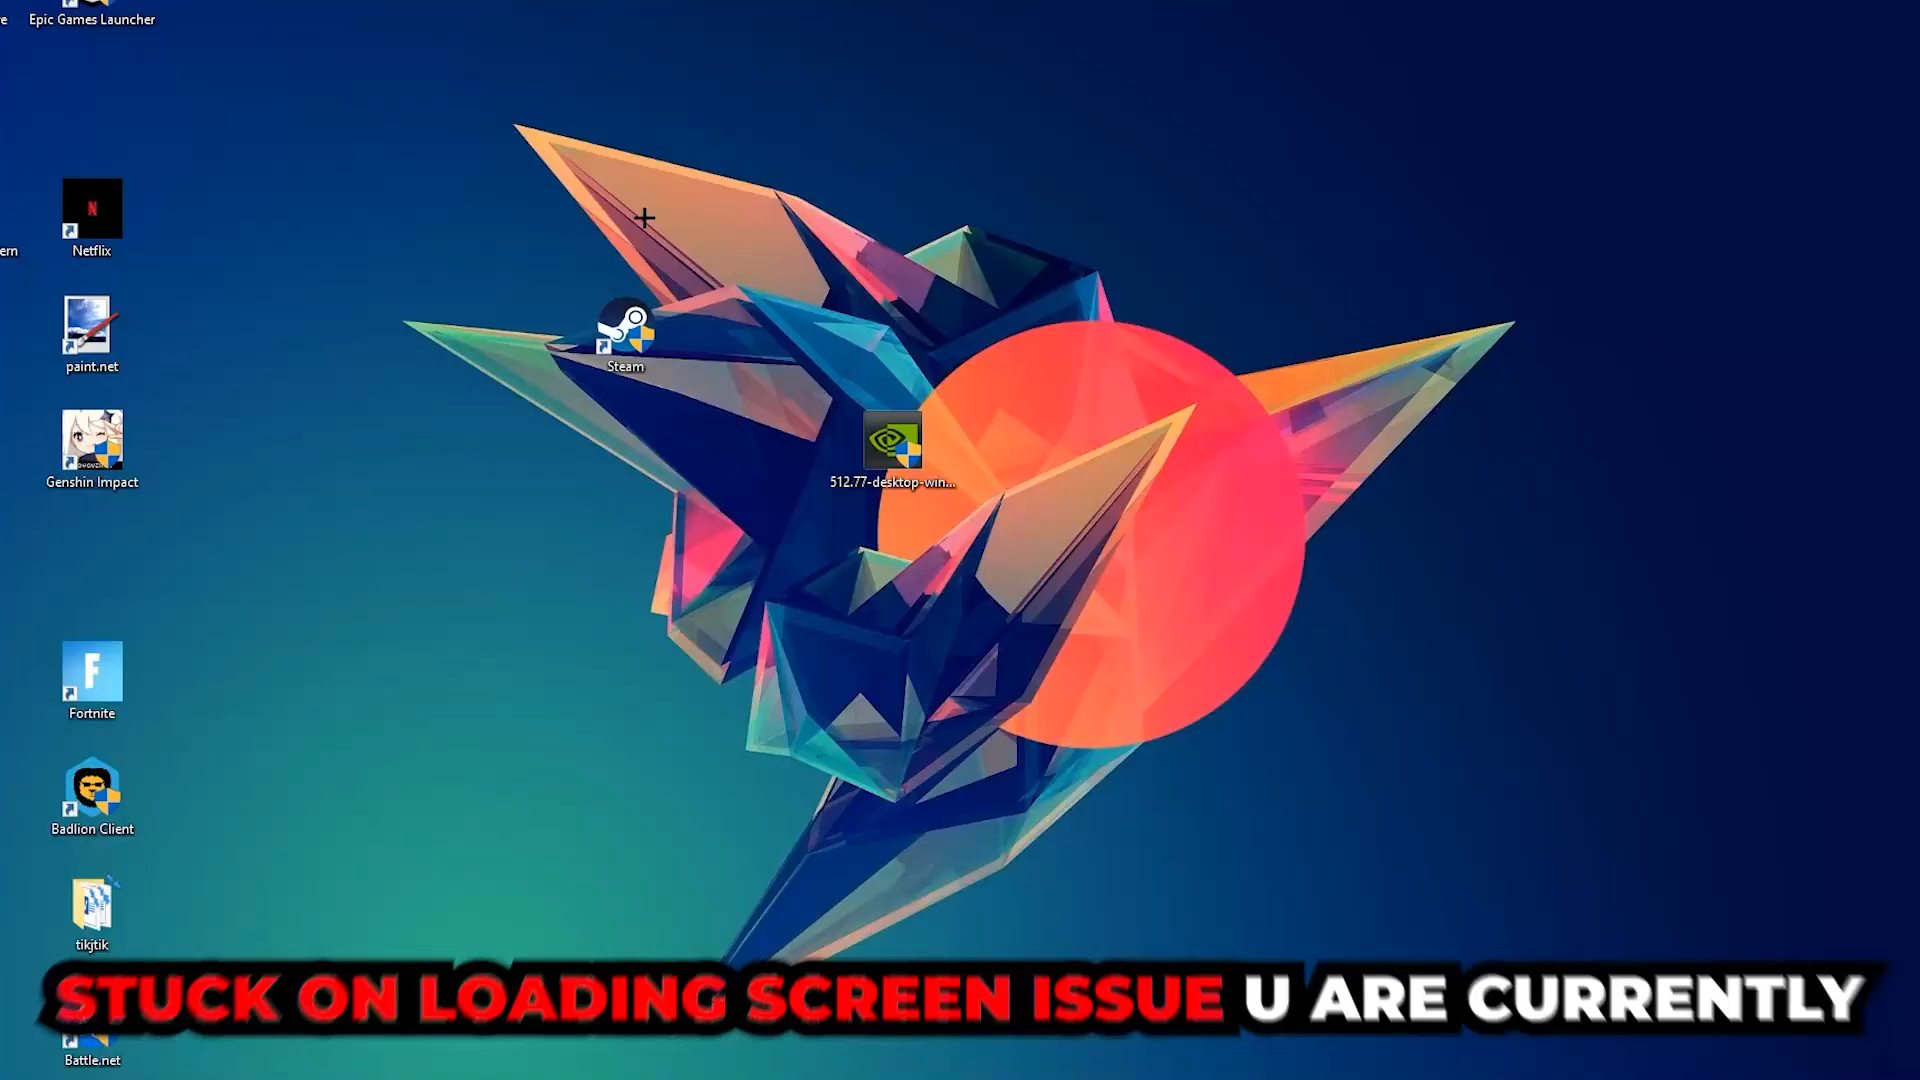 Epic Games Launcher
Netflix
ern
paint.net
Steam
Genshin Impact
512.77-desktop-win...
Fortnite
Badlion Client
tikjtik
STUCK ON LOADING SCREEN ISSUE U ARE CURRENTLY
Battle.net